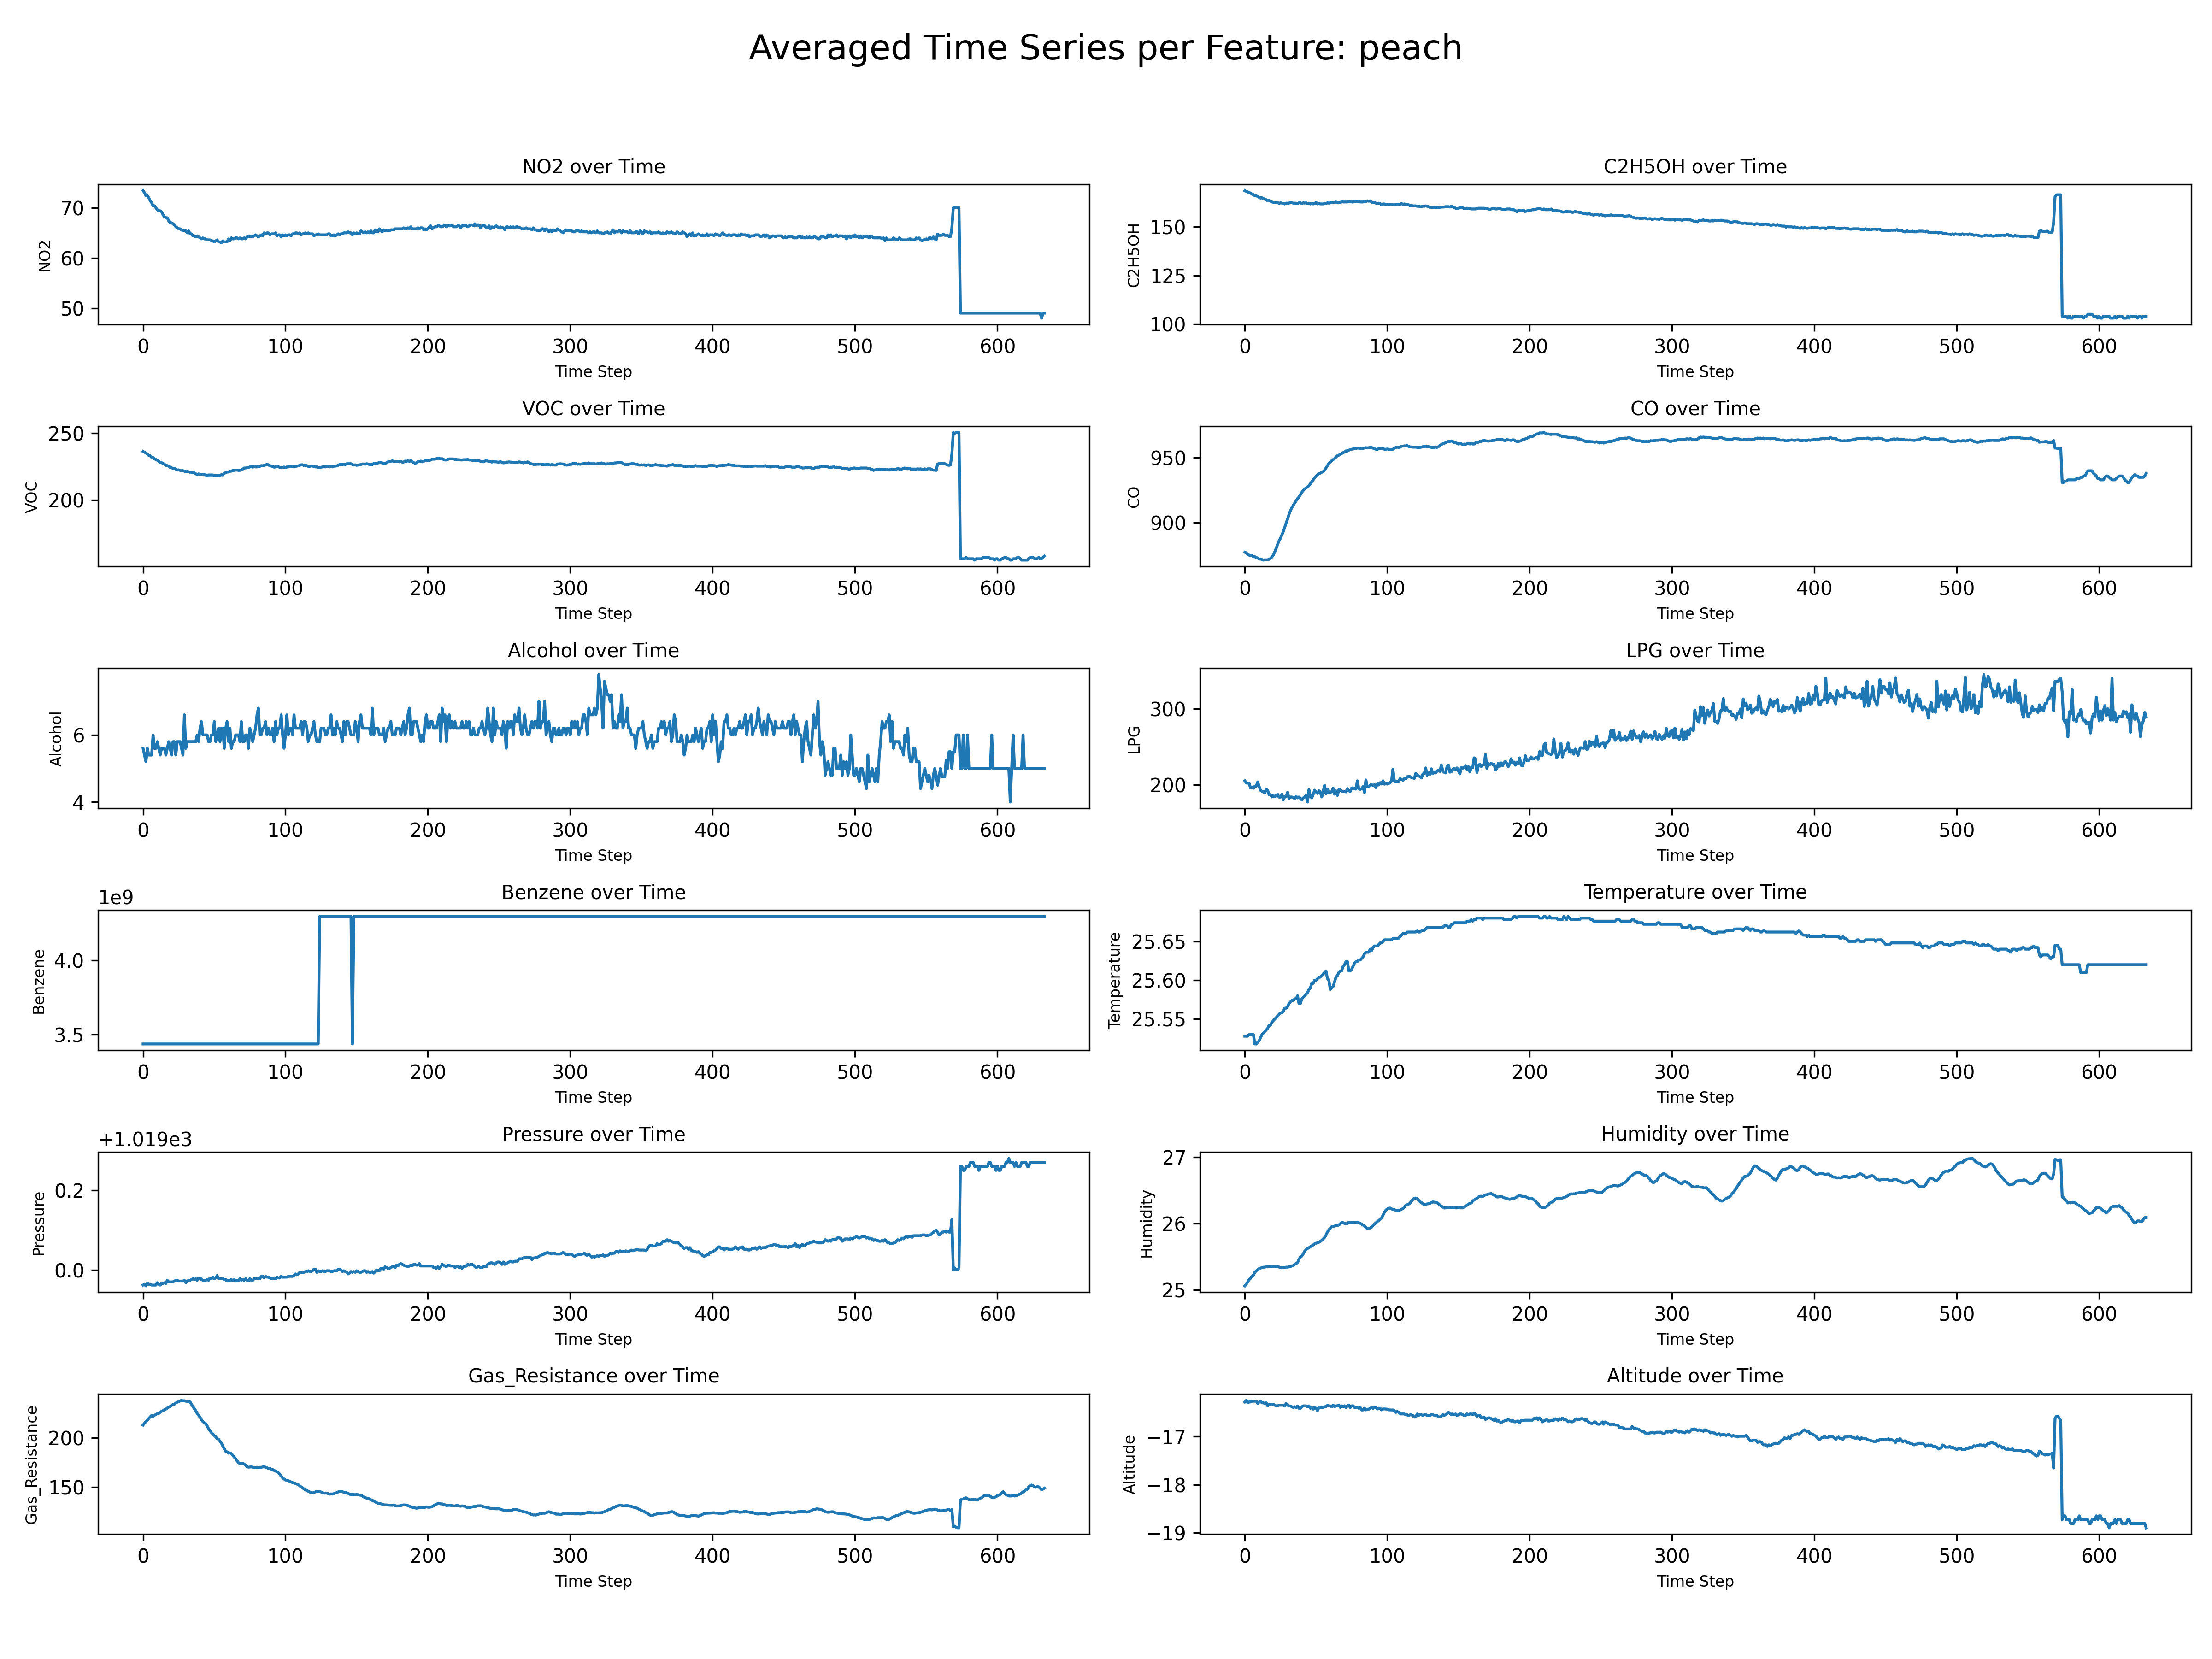 Averaged Time Series per Feature: peach
NO2 over Time
NO2
70
60
50
0 100 200 300 400 500 600
Time Step
C2H5OH over Time
C2H5OH
150
125
100
0 100 200 300 400 500 600
Time Step
VOC over Time
VOC
250
200
0 100 200 300 400 500 600
Time Step
CO over Time
CO
950
900
0 100 200 300 400 500 600
Time Step
Alcohol over Time
Alcohol
6
4
0 100 200 300 400 500 600
Time Step
LPG over Time
LPG
300
200
0 100 200 300 400 500 600
Time Step
Benzene over Time
1e9
Benzene
4.0
3.5
0 100 200 300 400 500 600
Time Step
Temperature over Time
Temperature
25.65
25.60
25.55
0 100 200 300 400 500 600
Time Step
Pressure over Time
+1.019e3
Pressure
0.2
0.0
0 100 200 300 400 500 600
Time Step
Humidity over Time
Humidity
27
26
25
0 100 200 300 400 500 600
Time Step
Gas_Resistance over Time
Gas_Resistance
200
150
0 100 200 300 400 500 600
Time Step
Altitude over Time
Altitude
−17
−18
−19
0 100 200 300 400 500 600
Time Step